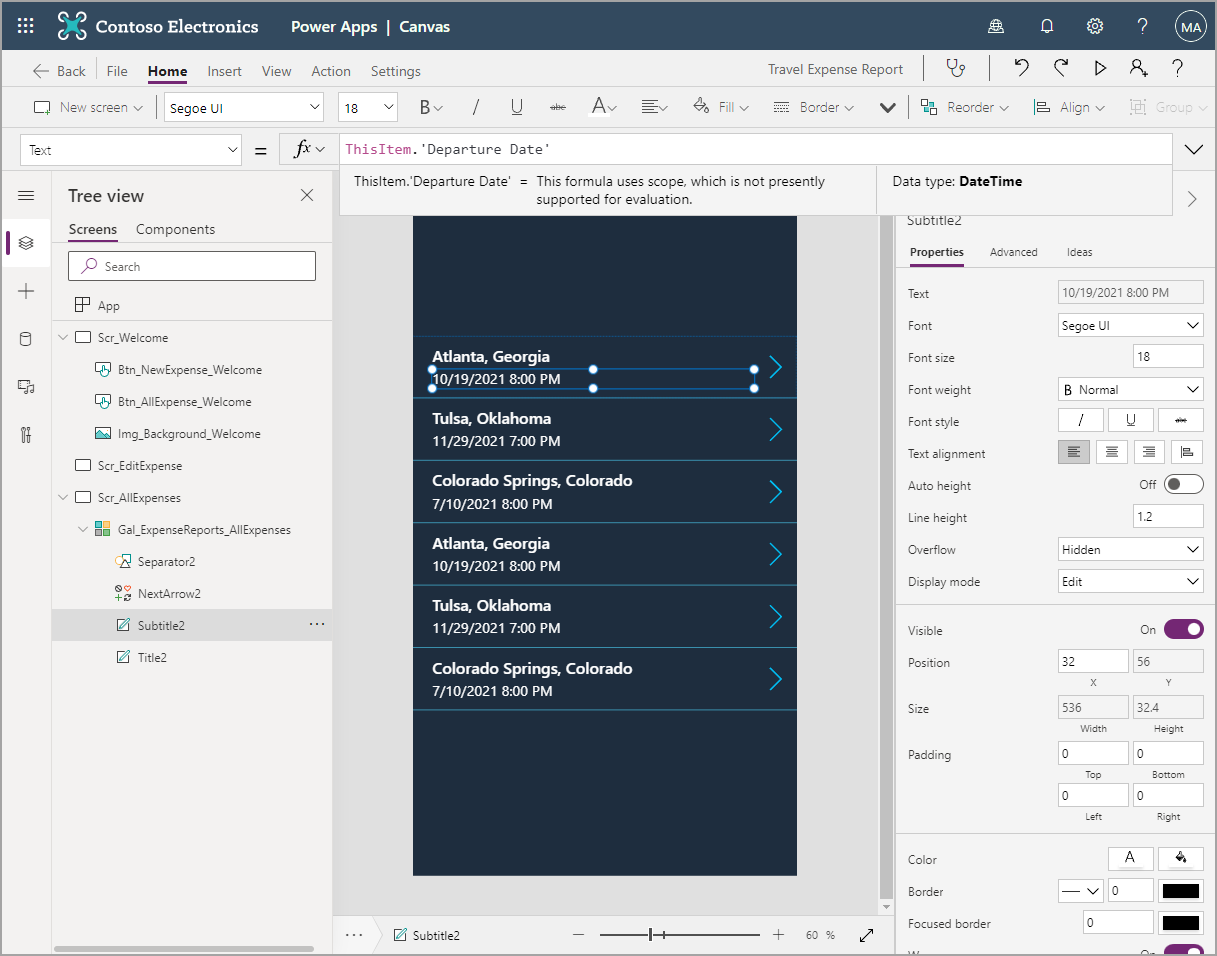 Contoso Electronics Power Apps | Canvas MA
Back File Home Insert View Action Settings Travel Expense Report
New screen Segoe UI 18 B / U abc A Fill Border Reorder Align Group
Text = fx ThisItem.'Departure Date'
ThisItem.'Departure Date' = This formula uses scope, which is not presently
supported for evaluation.
Data type: DateTime
Tree view
Screens Components
Search
App
Scr_Welcome
Btn_NewExpense_Welcome
Btn_AllExpense_Welcome
Img_Background_Welcome
Scr_EditExpense
Scr_AllExpenses
Gal_ExpenseReports_AllExpenses
Separator2
NextArrow2
Subtitle2
Title2
Atlanta, Georgia
10/19/2021 8:00 PM
Tulsa, Oklahoma
11/29/2021 7:00 PM
Colorado Springs, Colorado
7/10/2021 8:00 PM
Atlanta, Georgia
10/19/2021 8:00 PM
Tulsa, Oklahoma
11/29/2021 7:00 PM
Colorado Springs, Colorado
7/10/2021 8:00 PM
Subtitle2
60 %
Subtitle2
Properties Advanced Ideas
Text 10/19/2021 8:00 PM
Font Segoe UI
Font size 18
Font weight B Normal
Font style / U abc
Text alignment
Auto height Off
Line height 1.2
Overflow Hidden
Display mode Edit
Visible On
Position 32 56
X Y
Size 536 32.4
Width Height
Padding 0 0
Top Bottom
0 0
Left Right
Color A
Border 0
Focused border 0